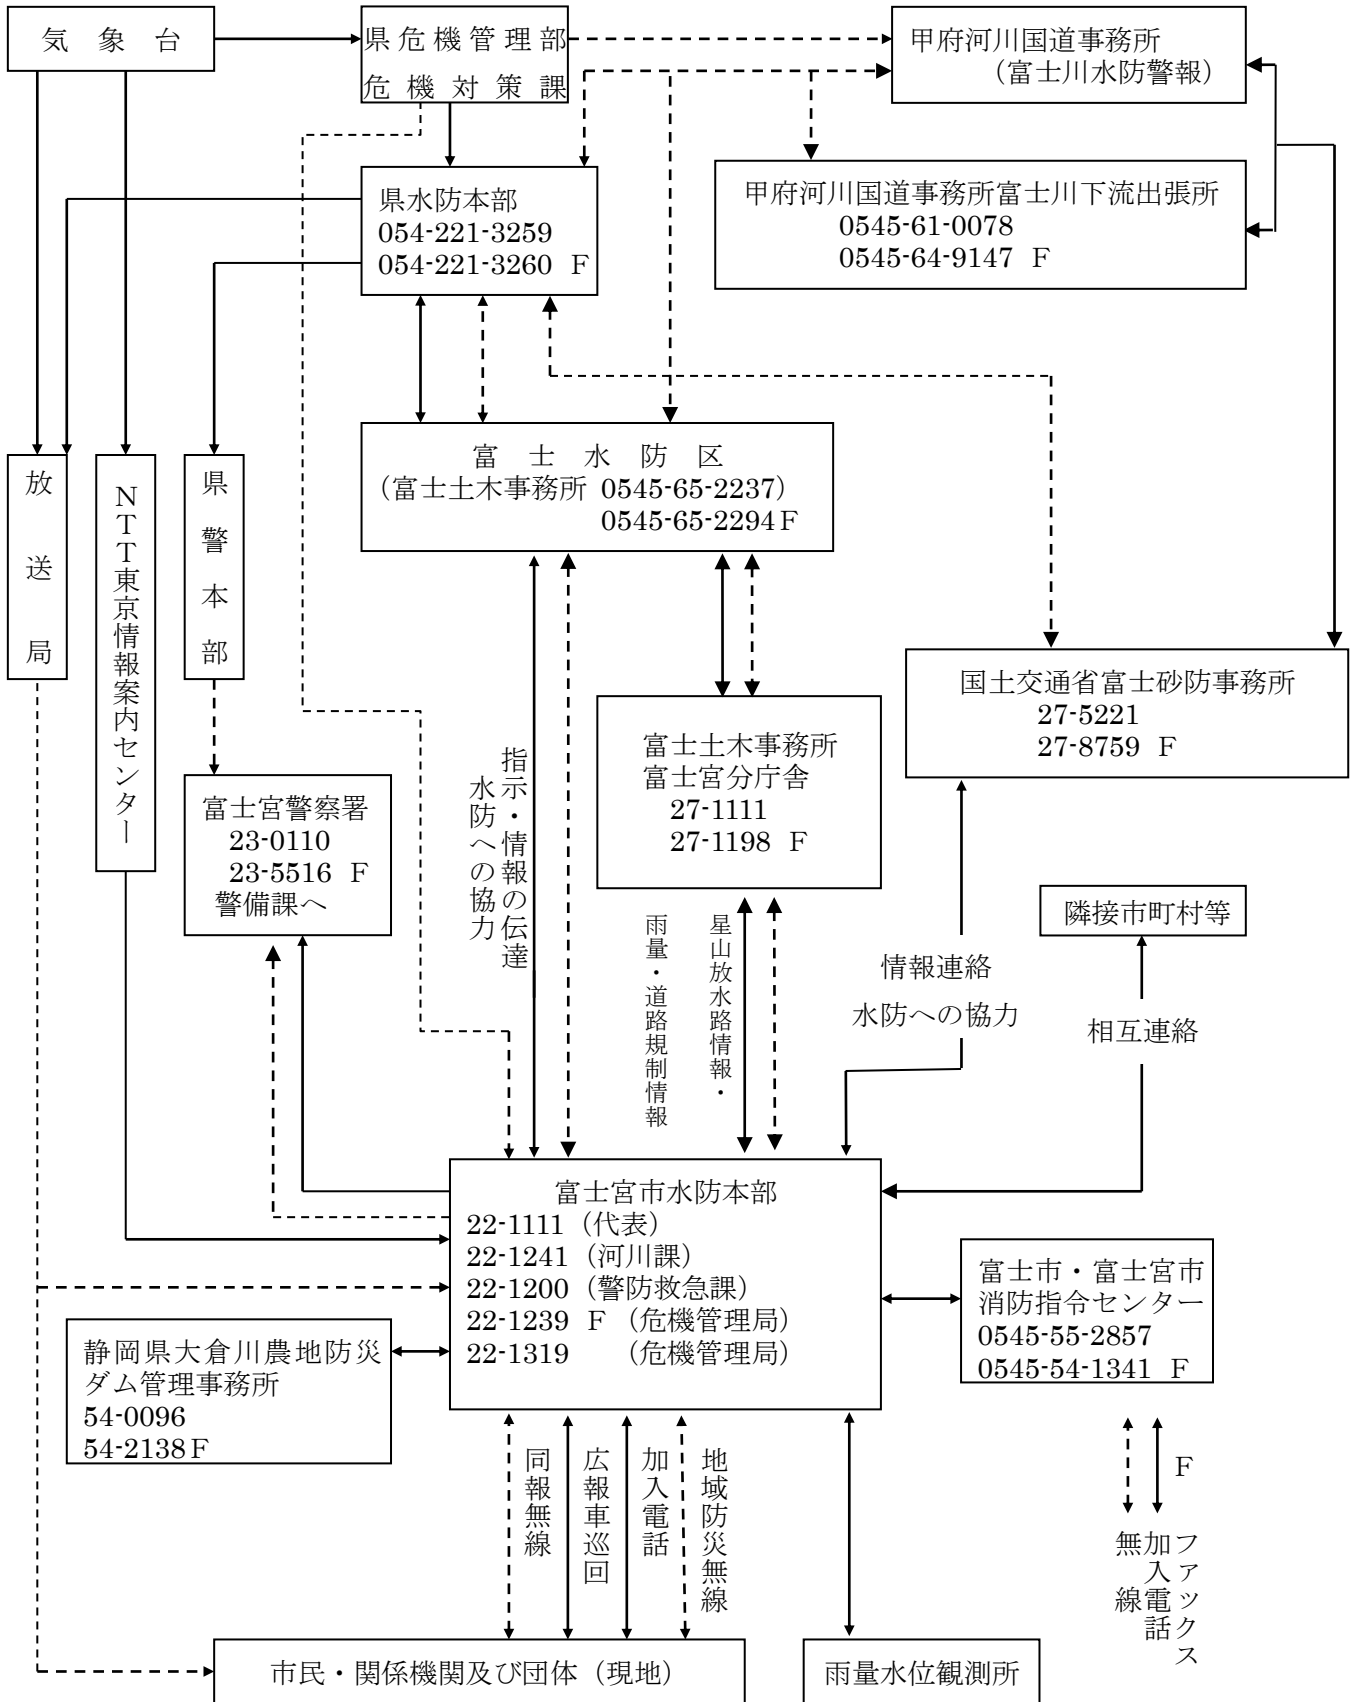 気象台
県危機管理部
危機対策課
甲府河川国道事務所
（富士川水防警報）
県水防本部
054-221-3259
054-221-3260 F
甲府河川国道事務所富士川下流出張所
0545-61-0078
0545-64-9147 F
富士水防区
（富士土木事務所 0545-65-2237）
0545-65-2294F
放送局
NTT東京情報案内センター
県警本部
国土交通省富士砂防事務所
27-5221
27-8759 F
富士土木事務所
富士宮分庁舎
27-1111
27-1198 F
富士宮警察署
23-0110
23-5516 F
警備課へ
指示・情報の伝達
水防への協力
星山放水路情報・
雨量・道路規制情報
情報連絡
水防への協力
隣接市町村等
相互連絡
富士宮市水防本部
22-1111（代表）
22-1241（河川課）
22-1200（警防救急課）
22-1239 F（危機管理局）
22-1319 （危機管理局）
富士市・富士宮市
消防指令センター
0545-55-2857
0545-54-1341 F
静岡県大倉川農地防災
ダム管理事務所
54-0096
54-2138F
同報無線
広報車巡回
加入電話
地域防災無線
F
ファックス
加入電話
無線
市民・関係機関及び団体（現地）
雨量水位観測所